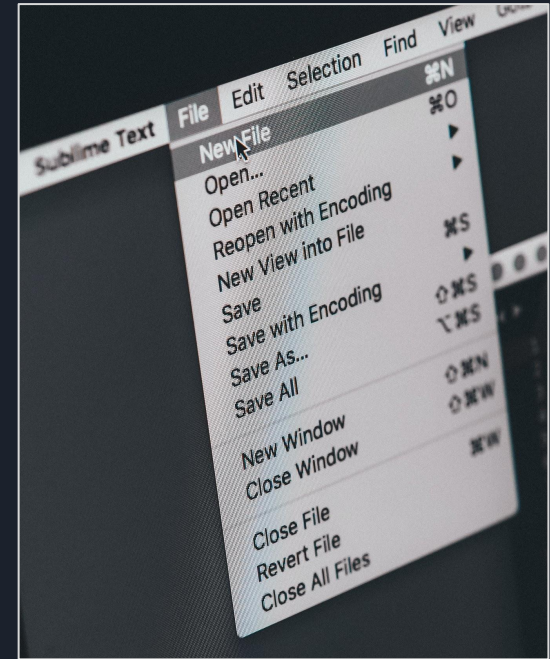 Sublime Text File Edit Selection Find View
New File ⌘N
Open... ⌘O
Open Recent ▶
Reopen with Encoding ▶
New View into File
Save ⌘S
Save with Encoding ▶
Save As... ⇧⌘S
Save All ⌥⌘S
New Window ⇧⌘N
Close Window ⇧⌘W
Close File ⌘W
Revert File
Close All Files